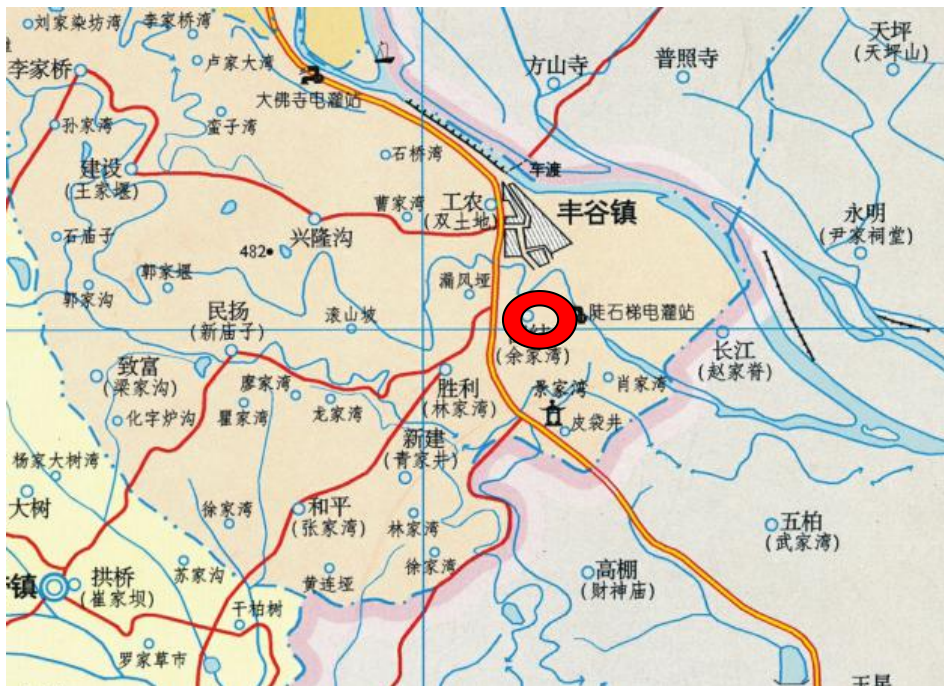 刘家染坊湾
李家桥湾
天坪
(天坪山)
李家桥
卢家大湾
方山寺
普照寺
大佛寺电灌站
孙家湾
蛮子湾
石桥湾
车渡
建设
(王家堰)
曹家湾
工农
(双土地)
丰谷镇
永明
(尹家祠堂)
石庙子
兴隆沟
482
郭家堰
漏风垭
郭家沟
民扬
(新庙子)
滚山坡
陡石梯电灌站
(余家湾)
长江
(赵家脊)
致富
(梁家沟)
廖家湾
胜利
(林家湾)
景家湾
肖家湾
化字炉沟
瞿家湾
龙家湾
皮袋井
新建
(青家井)
杨家大树湾
大树
徐家湾
和平
(张家湾)
林家湾
五柏
(武家湾)
苏家沟
黄连垭
徐家湾
高棚
(财神庙)
镇
拱桥
(崔家坝)
干柏树
罗家草市